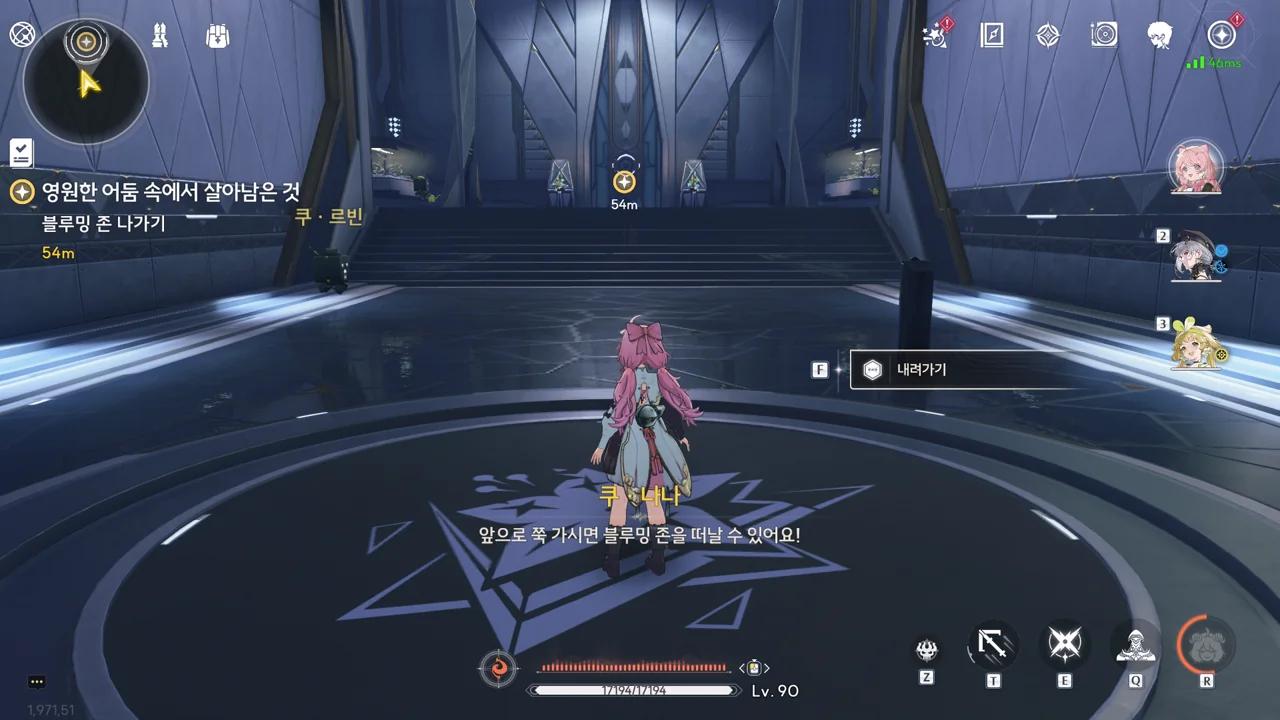 46ms
영원한 어둠 속에서 살아남은 것
블루밍 존 나가기
54m
쿠·르빈
54m
2
3
F
내려가기
쿠·나나
앞으로 쭉 가시면 블루밍 존을 떠날 수 있어요!
17194/17194
Lv. 90
Z
T
E
Q
R
1,971,51